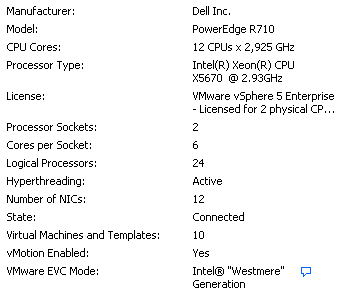 Manufacturer: Dell Inc.
Model: PowerEdge R710
CPU Cores: 12 CPUs x 2,925 GHz
Processor Type: Intel(R) Xeon(R) CPU
X5670 @ 2.93GHz
License: VMware vSphere 5 Enterprise
- Licensed for 2 physical CP...
Processor Sockets: 2
Cores per Socket: 6
Logical Processors: 24
Hyperthreading: Active
Number of NICs: 12
State: Connected
Virtual Machines and Templates: 10
vMotion Enabled: Yes
VMware EVC Mode: Intel® "Westmere"
Generation